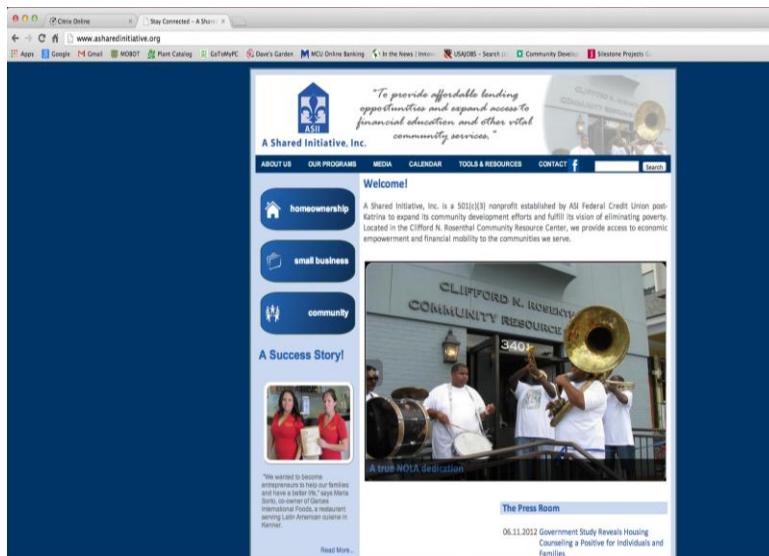 Citrix Online
Stay Connected – A Share
www.asharedinitiative.org
Apps Google Gmail MOBOT Plant Catalog GoToMyPC Dave's Garden MCU Online Banking In the News | Innov USAJOBS - Search Community Develop Silestone Projects
ASII
A Shared Initiative, Inc.
"To provide affordable lending
opportunities and expand access to
financial education and other vital
community services."
CLIFFORD
COMMUNITY RESOUR
ABOUT US OUR PROGRAMS MEDIA CALENDAR TOOLS & RESOURCES CONTACT f Search
homeownership
small business
community
A Success Story!
"We wanted to become
entrepreneurs to help our families
and have a better life," says Maria
co-owner of
International Foods, a restaurant
serving Latin American cuisine in
Kenner.
Read More...
Welcome!
A Shared Initiative, Inc. is a 501(c)(3) nonprofit established by ASI Federal Credit Union post-
Katrina to expand its community development efforts and fulfill its vision of eliminating poverty.
Located in the Clifford N. Rosenthal Community Resource Center, we provide access to economic
empowerment and financial mobility to the communities we serve.
CLIFFORD N. ROSENTH
COMMUNITY RESOURCE
3401
A true NOLA dedication
The Press Room
06.11.2012 Government Study Reveals Housing
Counseling a Positive for Individuals and
Families